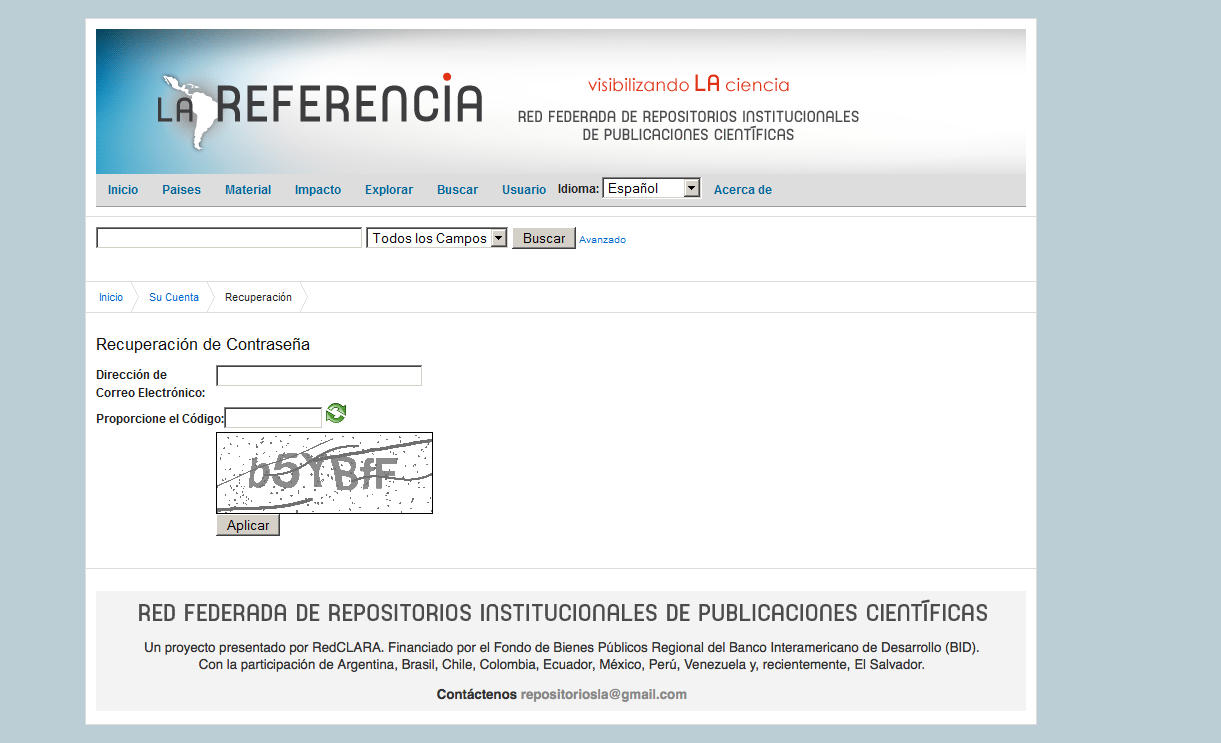 LA REFERENCIA
visibilizando LA ciencia
RED FEDERADA DE REPOSITORIOS INSTITUCIONALES
DE PUBLICACIONES CIENTÍFICAS
Inicio Paises Material Impacto Explorar Buscar Usuario Idioma: Español Acerca de
Todos los Campos Buscar Avanzado
Inicio Su Cuenta Recuperación
Recuperación de Contraseña
Dirección de
Correo Electrónico:
Proporcione el Código:
b5YBfF
Aplicar
RED FEDERADA DE REPOSITORIOS INSTITUCIONALES DE PUBLICACIONES CIENTÍFICAS
Un proyecto presentado por RedCLARA. Financiado por el Fondo de Bienes Públicos Regional del Banco Interamericano de Desarrollo (BID).
Con la participación de Argentina, Brasil, Chile, Colombia, Ecuador, México, Perú, Venezuela y, recientemente, El Salvador.
Contáctenos repositoriosla@gmail.com